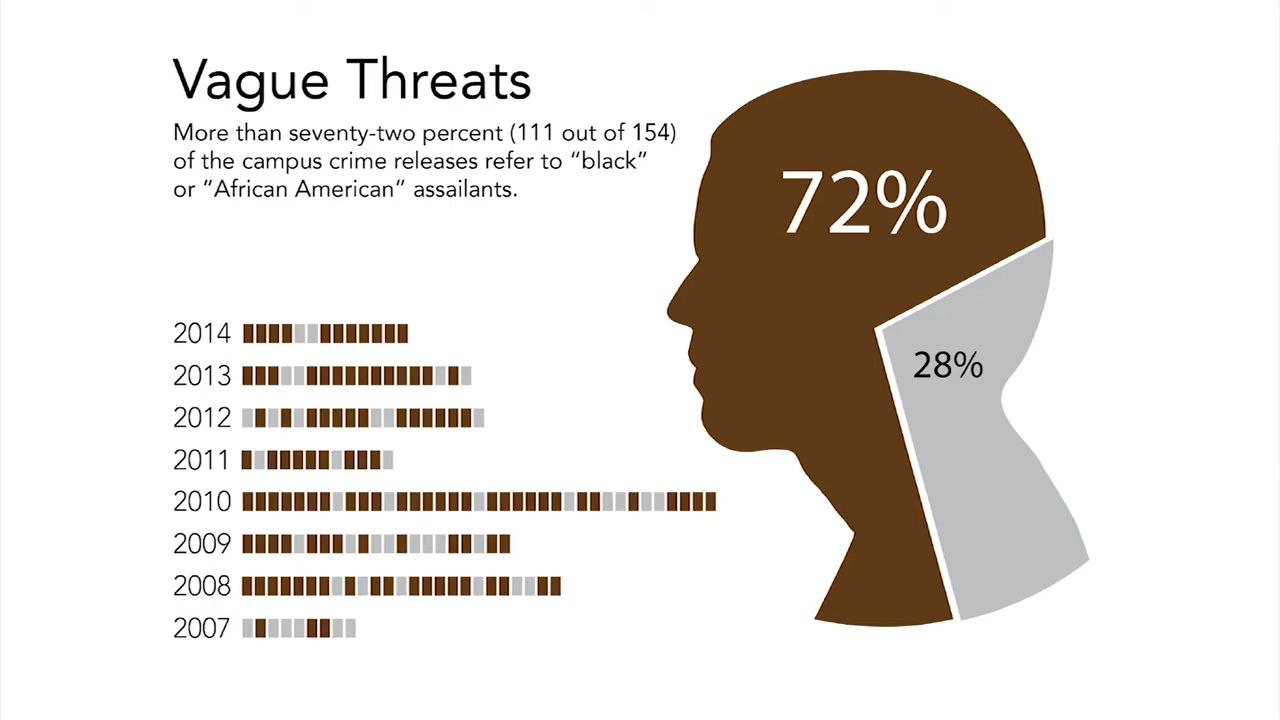 Vague Threats
More than seventy-two percent (111 out of 154)
of the campus crime releases refer to “black”
or “African American” assailants.
72%
28%
2014
2013
2012
2011
2010
2009
2008
2007